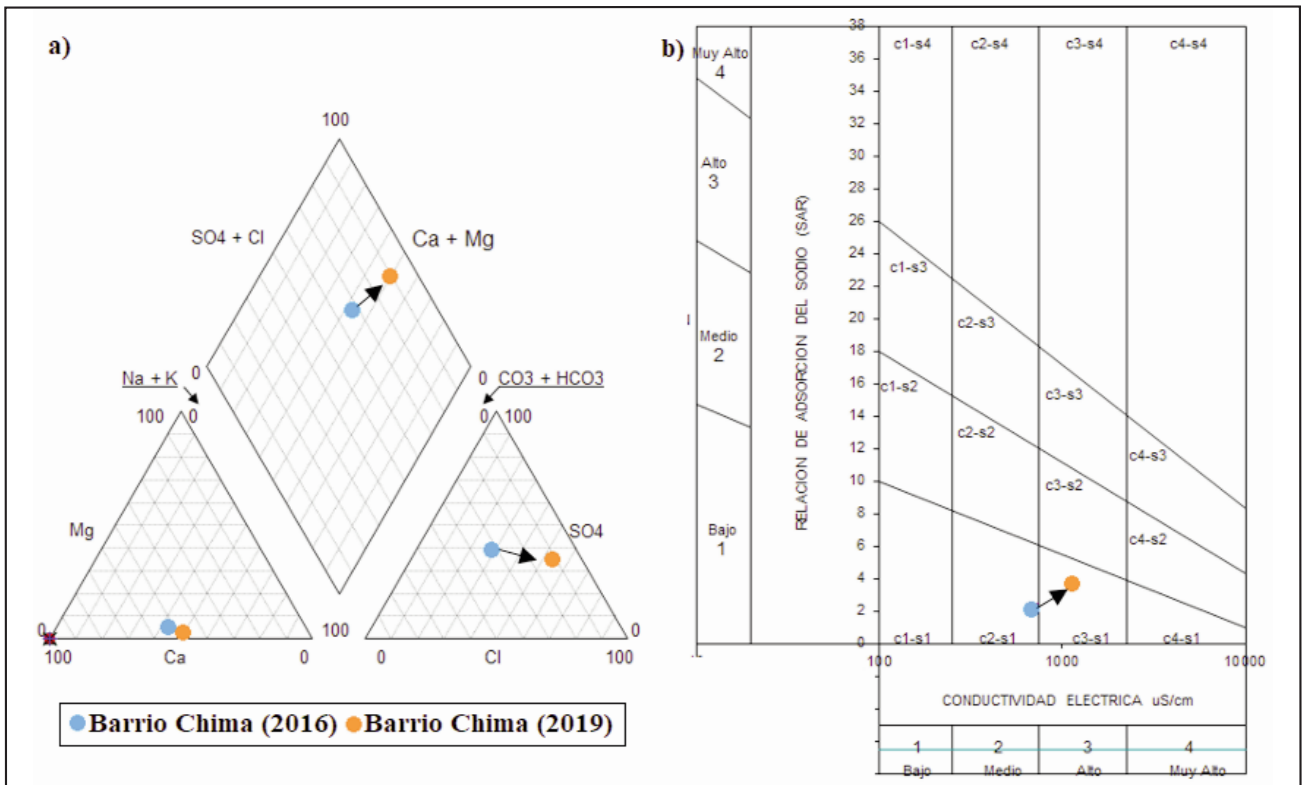 a)
100
SO4 + Cl
Ca + Mg
0
0
Na + K
CO3 + HCO3
100
0
0
100
Mg
SO4
0
100
0
100
Ca
0
0
Cl
100
Barrio Chima (2016)
Barrio Chima (2019)
b)
Muy Alto
4
Alto
3
Medio
2
Bajo
1
RELACION DE ADSORCION DEL SODIO (SAR)
38
36
34
32
30
28
26
24
22
20
18
16
14
12
10
8
6
4
2
0
c1-s4
c2-s4
c3-s4
c4-s4
c1-s3
c2-s3
c3-s3
c4-s3
c1-s2
c2-s2
c3-s2
c4-s2
c1-s1
c2-s1
c3-s1
c4-s1
100
1000
10000
CONDUCTIVIDAD ELECTRICA uS/cm
1
2
3
4
Bajo
Medio
Alto
Muy Alto